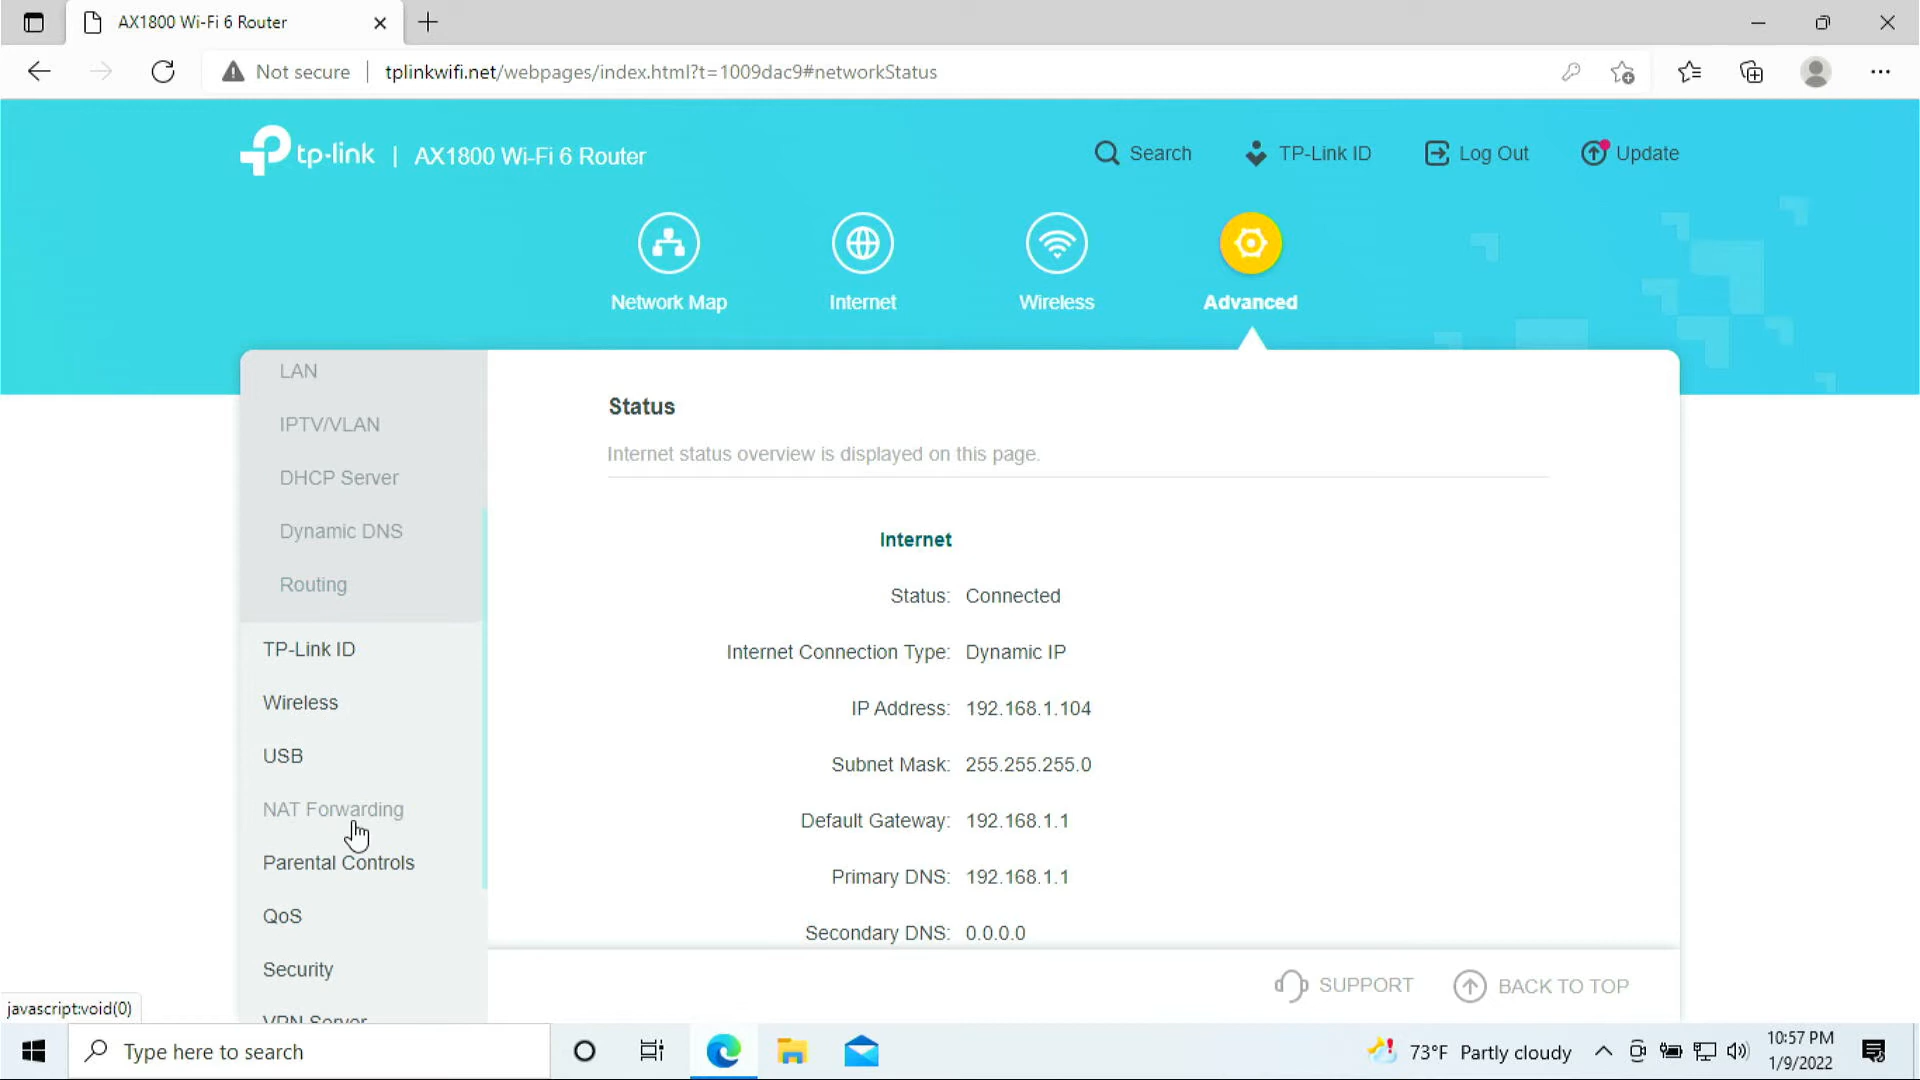 AX1800 Wi-Fi 6 Router
Not secure
tplinkwifi.net/webpages/index.html?t=1009dac9#networkStatus
tp-link | AX1800 Wi-Fi 6 Router
Search
TP-Link ID
Log Out
Update
Network Map
Internet
Wireless
Advanced
LAN
IPTV/VLAN
DHCP Server
Dynamic DNS
Routing
TP-Link ID
Wireless
USB
NAT Forwarding
Parental Controls
QoS
Security
VPN Server
Status
Internet status overview is displayed on this page.
Internet
Status: Connected
Internet Connection Type: Dynamic IP
IP Address: 192.168.1.104
Subnet Mask: 255.255.255.0
Default Gateway: 192.168.1.1
Primary DNS: 192.168.1.1
Secondary DNS: 0.0.0.0
SUPPORT
BACK TO TOP
javascript:void(0)
Type here to search
73°F Partly cloudy
10:57 PM
1/9/2022